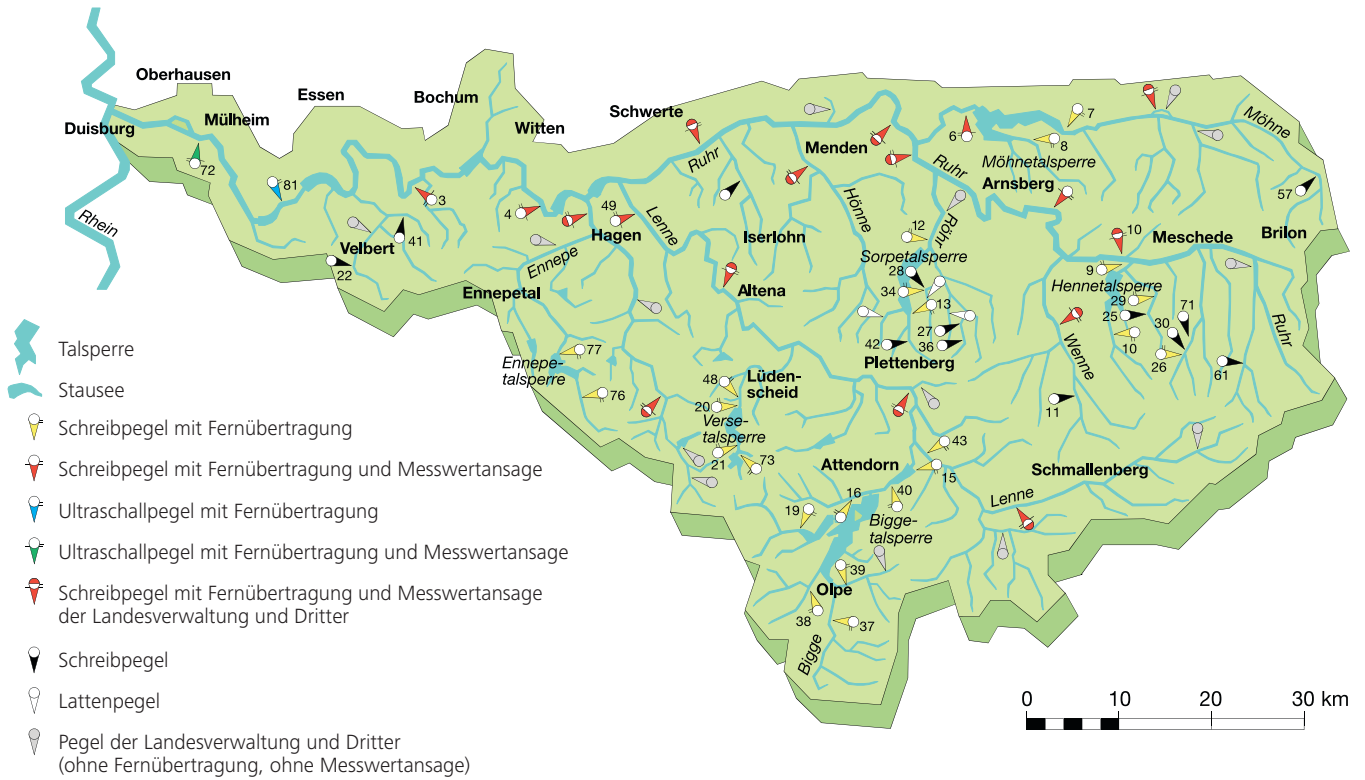 Oberhausen
Essen
Bochum
Mülheim
Duisburg
Witten
Schwerte
Rhein
72
81
3
4
49
Hagen
Velbert
41
22
Ennepe
Ennepetal
Ruhr
Lenne
Iserlohn
Altena
Menden
Hönne
Ruhr
6
7
8
Möhnetalsperre
Möhne
Arnsberg
57
Röhr
12
Sorpetalsperre
28
34
13
27
36
42
Plettenberg
10
Meschede
Brilon
9
Hennetalsperre
29
25
10
30
71
26
61
Ruhr
Wenne
11
Ennepe-
talsperre
77
76
48
Lüden-
scheid
20
Verse-
talsperre
21
73
43
15
Attendorn
16
40
19
Bigge-
talsperre
Schmallenberg
Lenne
39
Olpe
38
37
Bigge
Talsperre
Stausee
Schreibpegel mit Fernübertragung
Schreibpegel mit Fernübertragung und Messwertansage
Ultraschallpegel mit Fernübertragung
Ultraschallpegel mit Fernübertragung und Messwertansage
Schreibpegel mit Fernübertragung und Messwertansage
der Landesverwaltung und Dritter
Schreibpegel
Lattenpegel
Pegel der Landesverwaltung und Dritter
(ohne Fernübertragung, ohne Messwertansage)
0 10 20 30 km